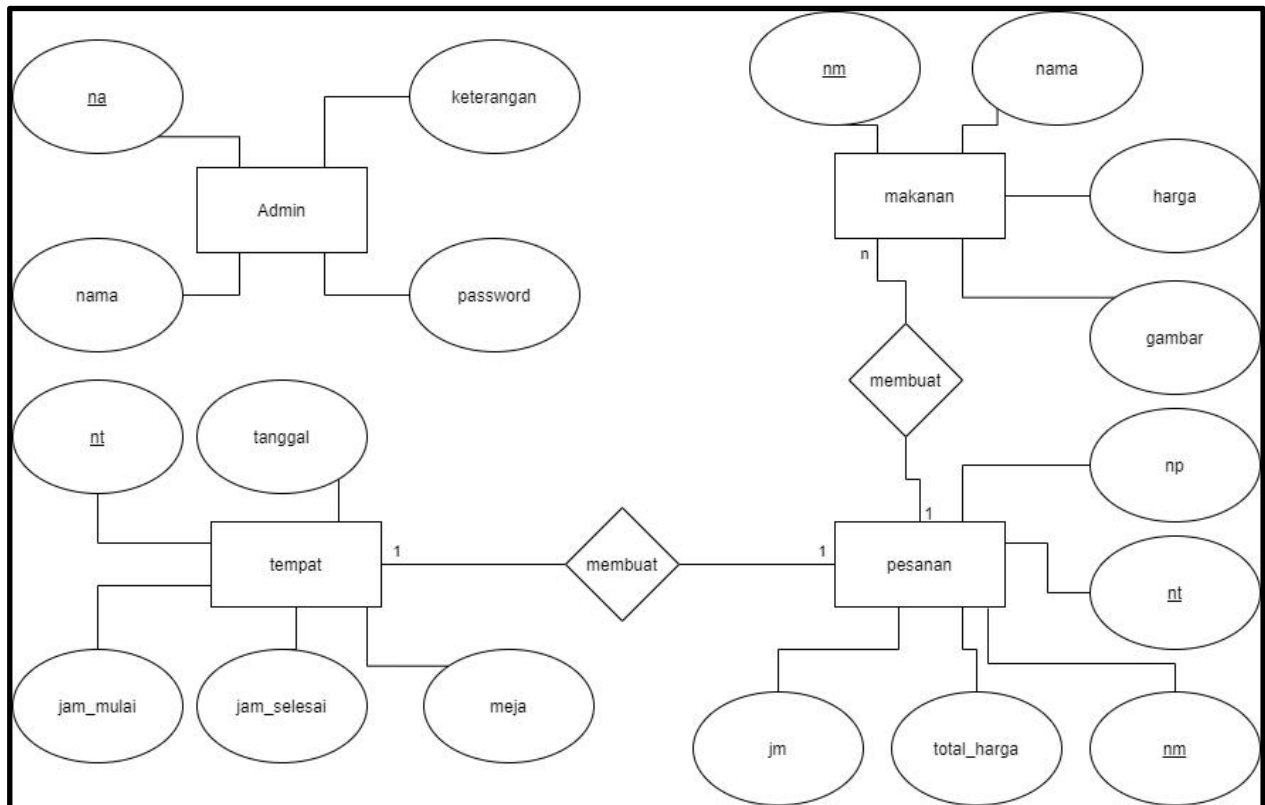 na
keterangan
Admin
nama
password
nm
nama
makanan
harga
gambar
n
membuat
1
nt
tanggal
tempat
jam_mulai
jam_selesai
meja
1
membuat
1
pesanan
np
nt
jm
total_harga
nm